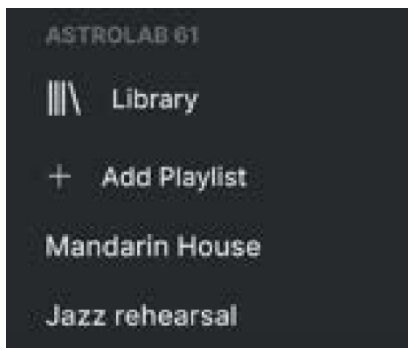 ASTROLAB 61
Library
Add Playlist
Mandarin House
Jazz rehearsal